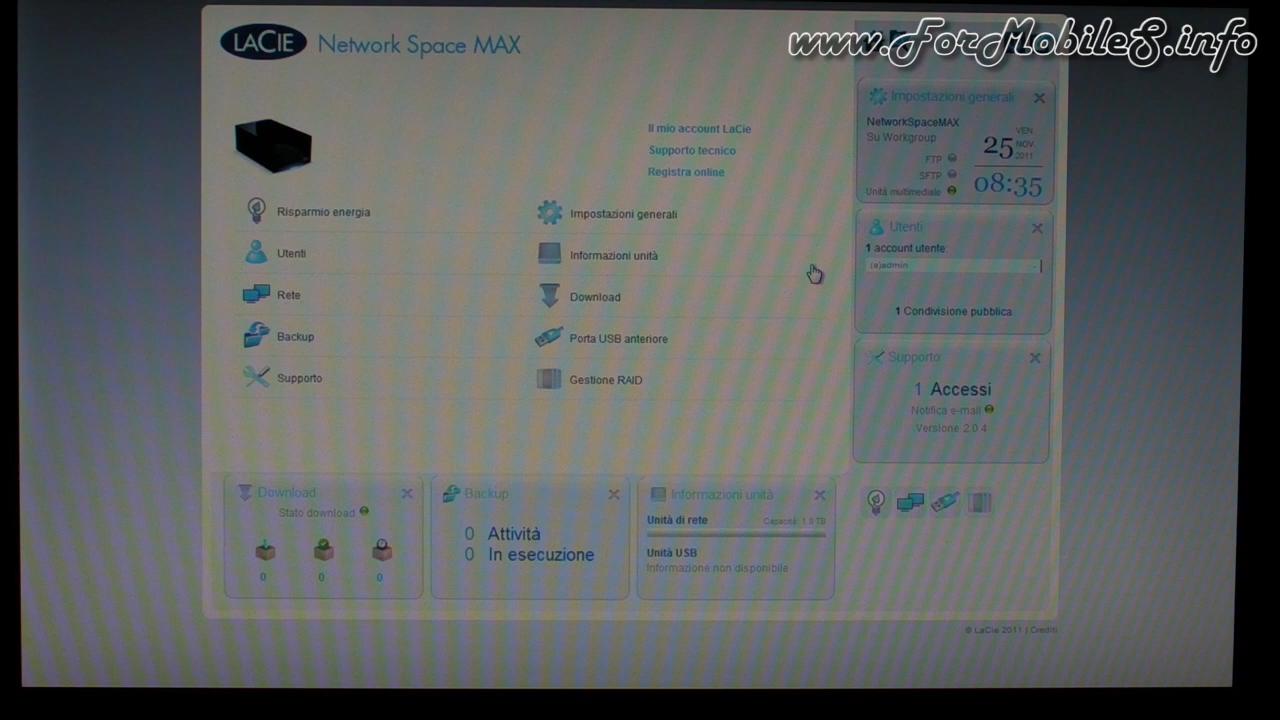 www.ForMobileS.info
LACIE Network Space MAX
Il mio account LaCie
Supporto tecnico
Registra online
Risparmio energia
Utenti
Rete
Backup
Supporto
Impostazioni generali
Informazioni unità
Download
Porta USB anteriore
Gestione RAID
Impostazioni generali
NetworkSpaceMAX
Su Workgroup
FTP
SFTP
Unità multimediale
VEN.
25 NOV.
2011
08:35
Utenti
1 account utente:
(a)admin
1 Condivisione pubblica
Supporto
1 Accessi
Notifica e-mail
Versione 2.0.4
Download
Stato download
0 0 0
Backup
0 Attività
0 In esecuzione
Informazioni unità
Unità di rete
Unità USB
Informazione non disponibile
© LaCie 2011 | Crediti